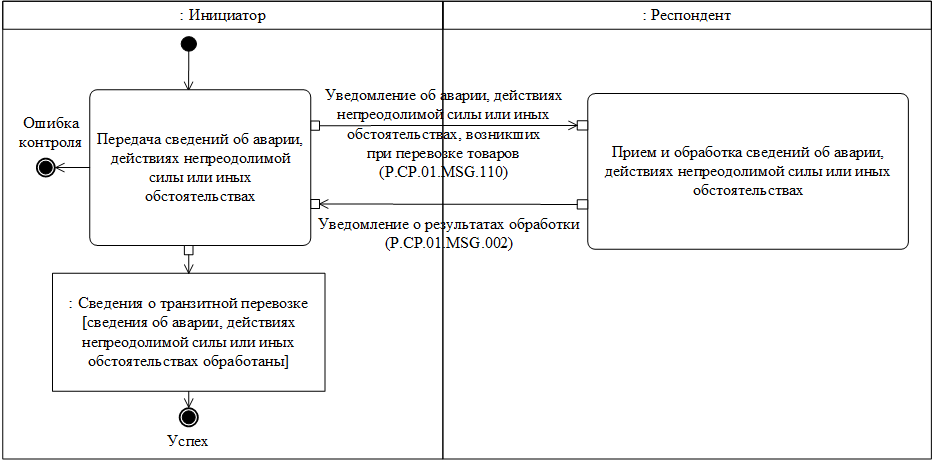 : Инициатор
: Респондент
Ошибка
контроля
Передача сведений об аварии,
действиях непреодолимой
силы или иных
обстоятельствах
Уведомление об аварии, действиях
непреодолимой силы или иных
обстоятельствах, возникших
при перевозке товаров
(P.CP.01.MSG.110)
Прием и обработка сведений об аварии,
действиях непреодолимой силы или иных
обстоятельствах
Уведомление о результатах обработки
(P.CP.01.MSG.002)
: Сведения о транзитной перевозке
[сведения об аварии, действиях
непреодолимой силы или иных
обстоятельствах обработаны]
Успех